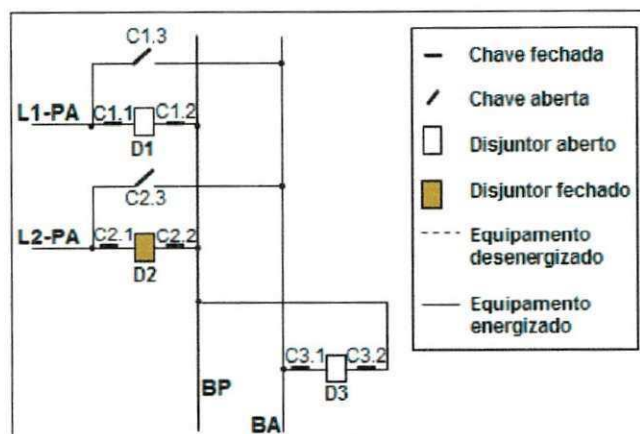 C1.3
L1-PA
C1.1
C1.2
D1
C2.3
L2-PA
C2.1
C2.2
D2
C3.1
C3.2
D3
BP
BA
Chave fechada
Chave aberta
Disjuntor aberto
Disjuntor fechado
Equipamento
desenergizado
Equipamento
energizado